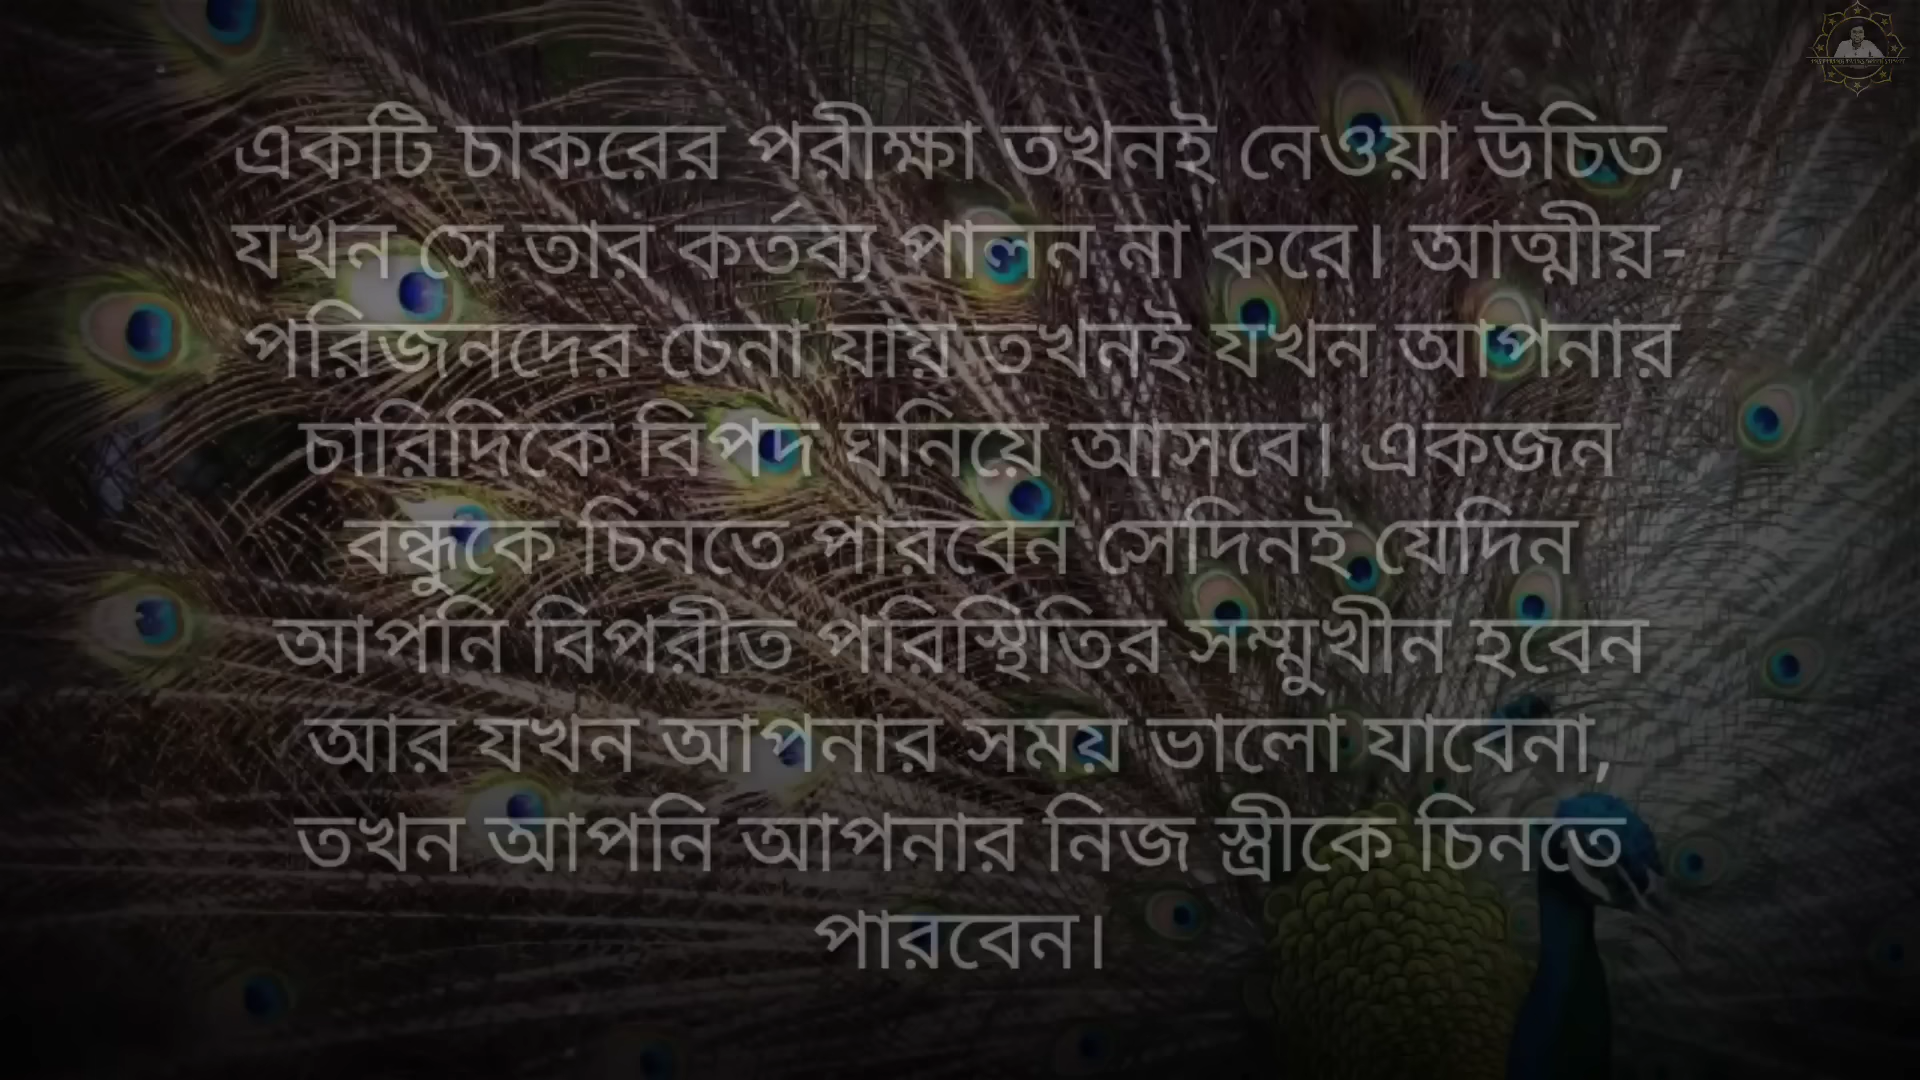 একটি চাকরের পরীক্ষা তখনই নেওয়া উচিত,
যখন সে তার কর্তব্য পালন না করে। আত্মীয়-
পরিজনদের চেনা যায় তখনই যখন আপনার
চারিদিকে বিপদ ঘনিয়ে আসবে। একজন
বন্ধুকে চিনতে পারবেন সেদিনই যেদিন
আপনি বিপরীত পরিস্থিতির সম্মুখীন হবেন
আর যখন আপনার সময় ভালো যাবেনা,
তখন আপনি আপনার নিজ স্ত্রীকে চিনতে
পারবেন।